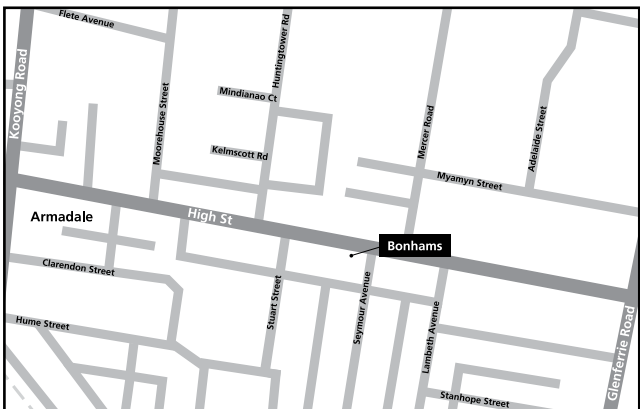 Flete Avenue
Huntingtower Rd
Kooyong Road
Mindianao Ct
Moorehouse Street
Mercer Road
Adelaide Street
Kelmscott Rd
Myamyn Street
Armadale
High St
Bonhams
Clarendon Street
Stuart Street
Seymour Avenue
Lambeth Avenue
Glenferrie Road
Hume Street
Stanhope Street